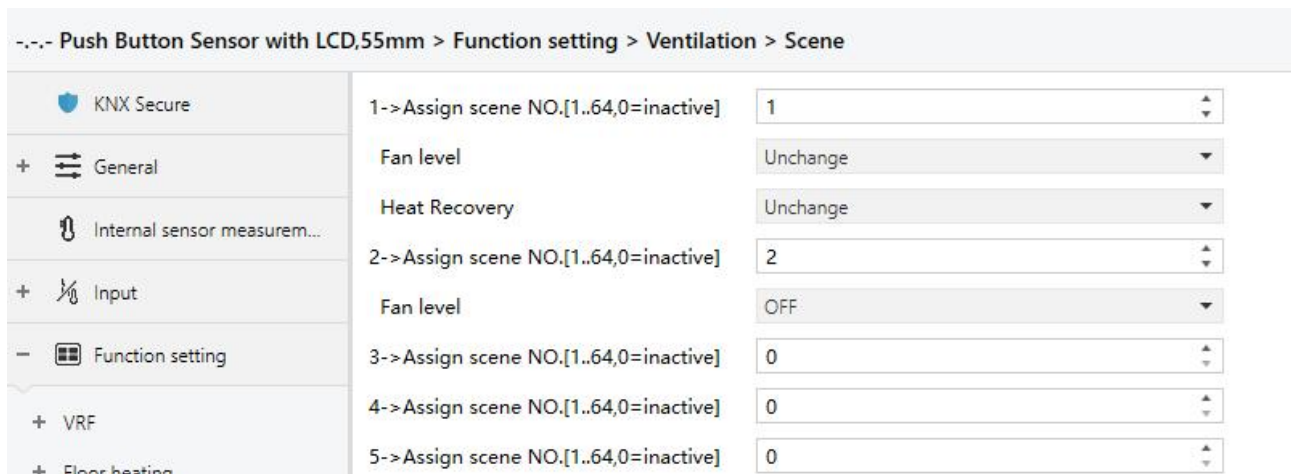 -.-.- Push Button Sensor with LCD,55mm > Function setting > Ventilation > Scene
KNX Secure
+ General
Internal sensor measurem...
+ Input
− Function setting
+ VRF
+ Floor heating
1->Assign scene NO.[1..64,0=inactive] 1
Fan level Unchange
Heat Recovery Unchange
2->Assign scene NO.[1..64,0=inactive] 2
Fan level OFF
3->Assign scene NO.[1..64,0=inactive] 0
4->Assign scene NO.[1..64,0=inactive] 0
5->Assign scene NO.[1..64,0=inactive] 0